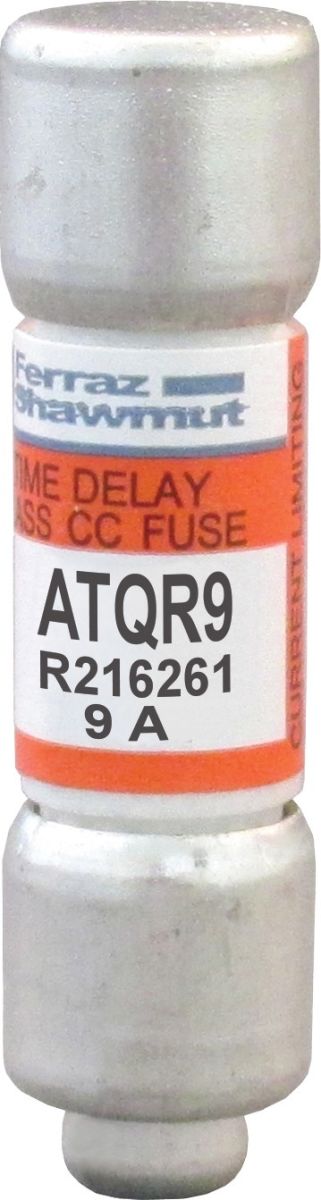 Ferraz
Shawmut
TIME DELAY
ASS CC FUSE
ATQR9
R216261
9 A
CURRENT LIMITING